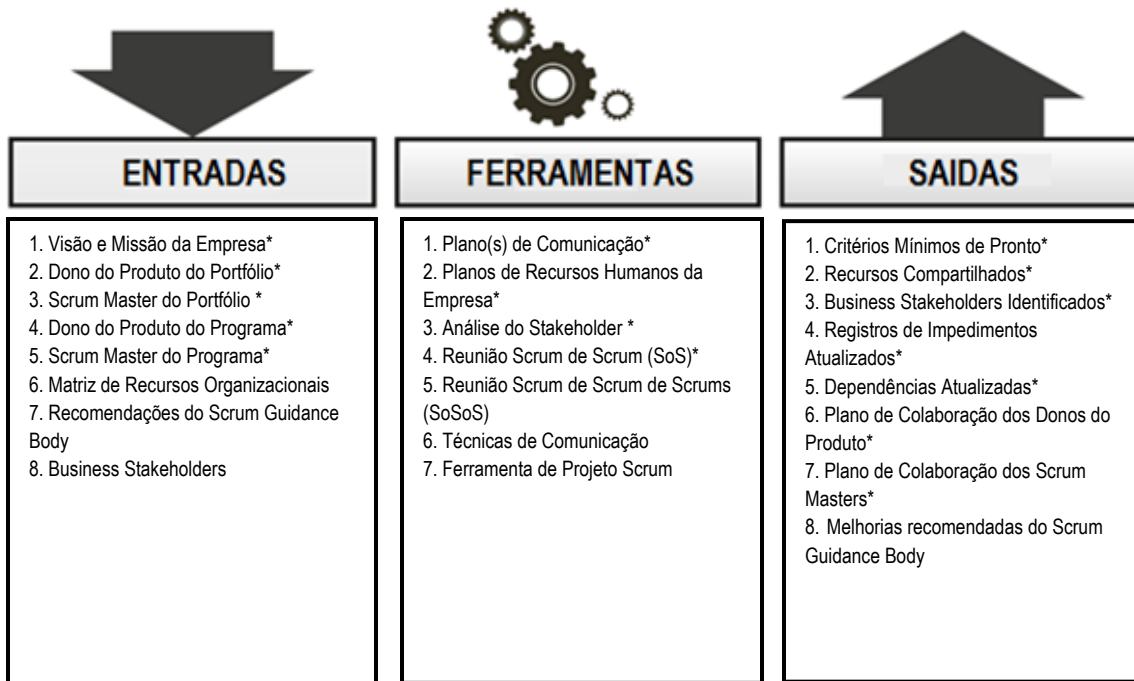 ENTRADAS
1. Visão e Missão da Empresa*
2. Dono do Produto do Portfólio*
3. Scrum Master do Portfólio *
4. Dono do Produto do Programa*
5. Scrum Master do Programa*
6. Matriz de Recursos Organizacionais
7. Recomendações do Scrum Guidance
Body
8. Business Stakeholders
FERRAMENTAS
1. Plano(s) de Comunicação*
2. Planos de Recursos Humanos da
Empresa*
3. Análise do Stakeholder *
4. Reunião Scrum de Scrum (SoS)*
5. Reunião Scrum de Scrum de Scrums
(SoSoS)
6. Técnicas de Comunicação
7. Ferramenta de Projeto Scrum
SAIDAS
1. Critérios Mínimos de Pronto*
2. Recursos Compartilhados*
3. Business Stakeholders Identificados*
4. Registros de Impedimentos
Atualizados*
5. Dependências Atualizadas*
6. Plano de Colaboração dos Donos do
Produto*
7. Plano de Colaboração dos Scrum
Masters*
8. Melhorias recomendadas do Scrum
Guidance Body